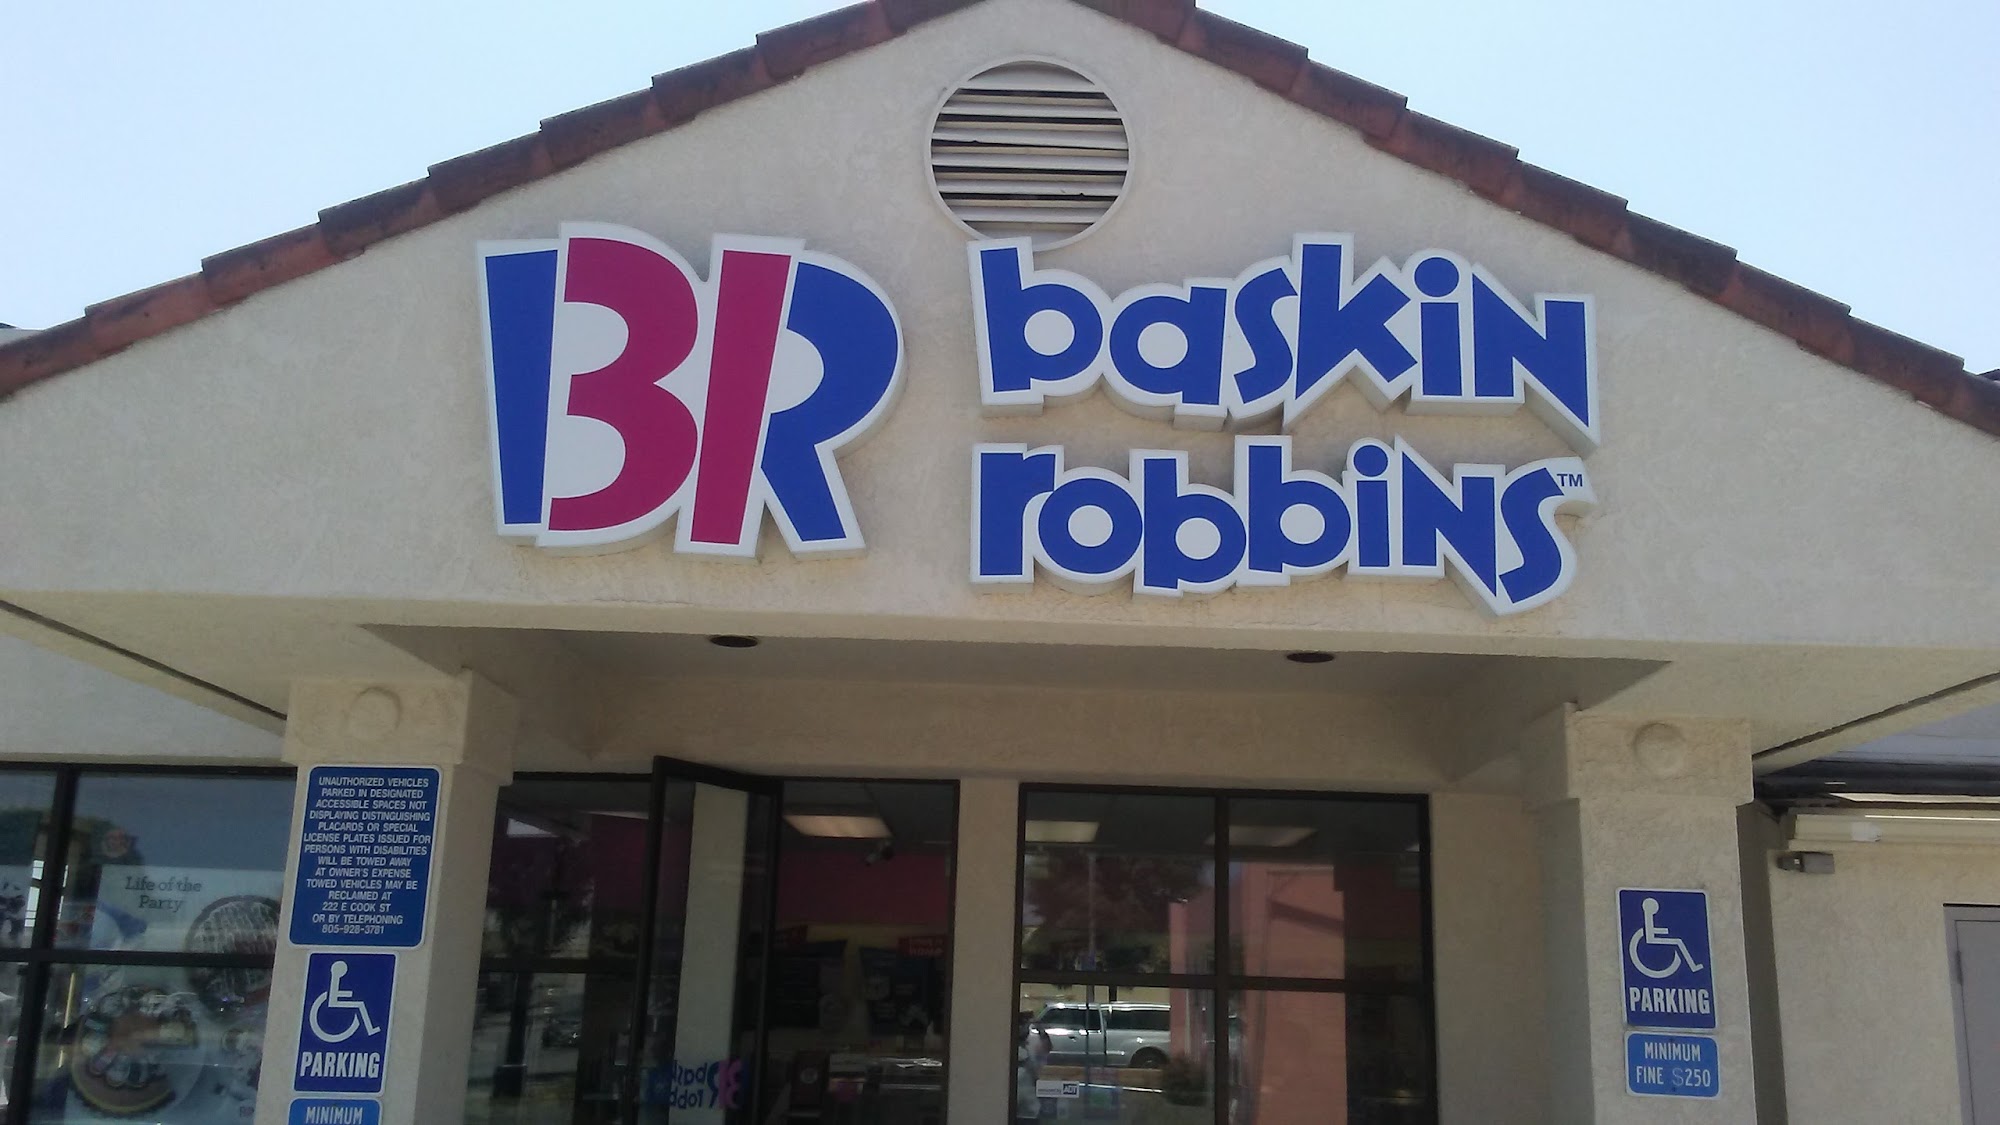 BR baskin
robbins™
UNAUTHORIZED VEHICLES
PARKED IN DESIGNATED
ACCESSIBLE SPACES NOT
DISPLAYING DISTINGUISHING
PLACARDS OR SPECIAL
LICENSE PLATES ISSUED FOR
PERSONS WITH DISABILITIES
WILL BE TOWED AWAY
AT OWNER'S EXPENSE
TOWED VEHICLES MAY BE
RECLAIMED AT
222 E COOK ST
OR BY TELEPHONING
805-928-3781
PARKING
MINIMUM
Life of the
Party
PARKING
MINIMUM
FINE $250
ADT